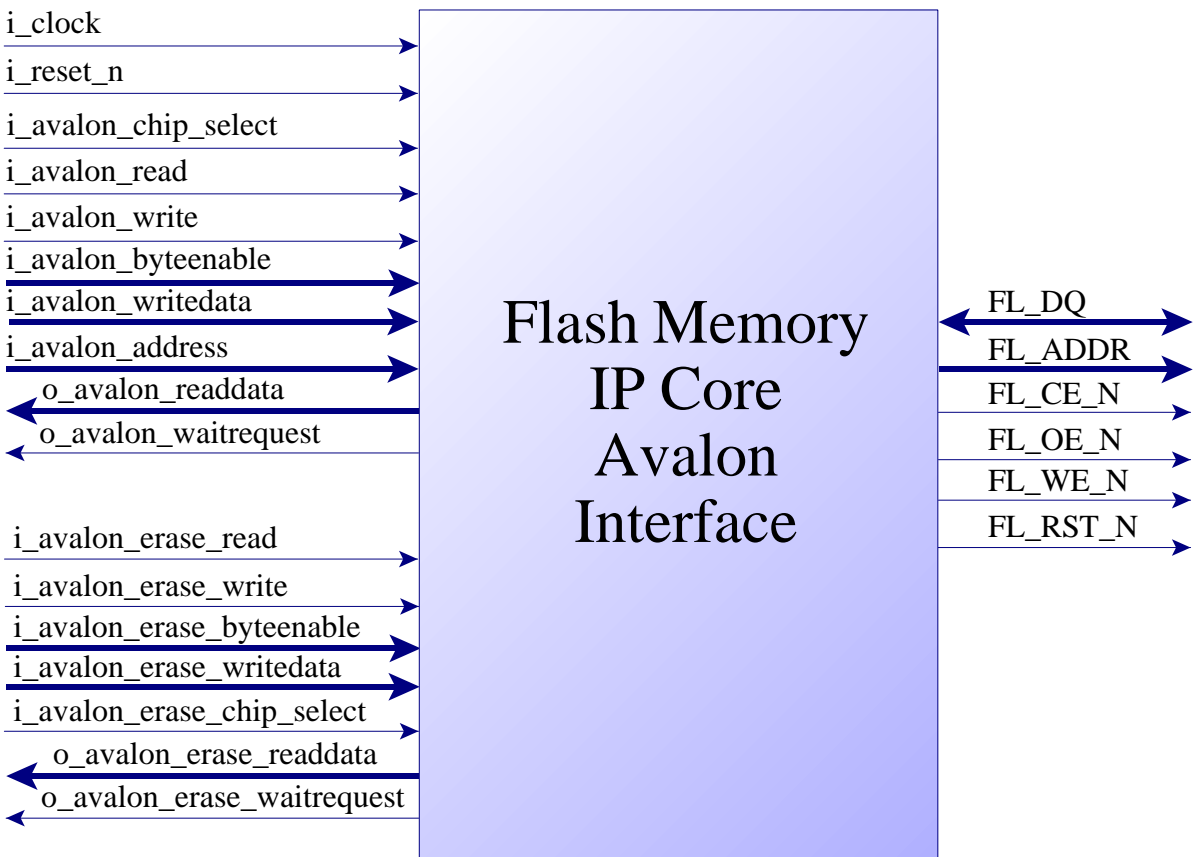 i_clock
i_reset_n
i_avalon_chip_select
i_avalon_read
i_avalon_write
i_avalon_byteenable
i_avalon_writedata
i_avalon_address
o_avalon_readdata
o_avalon_waitrequest
i_avalon_erase_read
i_avalon_erase_write
i_avalon_erase_byteenable
i_avalon_erase_writedata
i_avalon_erase_chip_select
o_avalon_erase_readdata
o_avalon_erase_waitrequest
Flash Memory
IP Core
Avalon
Interface
FL_DQ
FL_ADDR
FL_CE_N
FL_OE_N
FL_WE_N
FL_RST_N